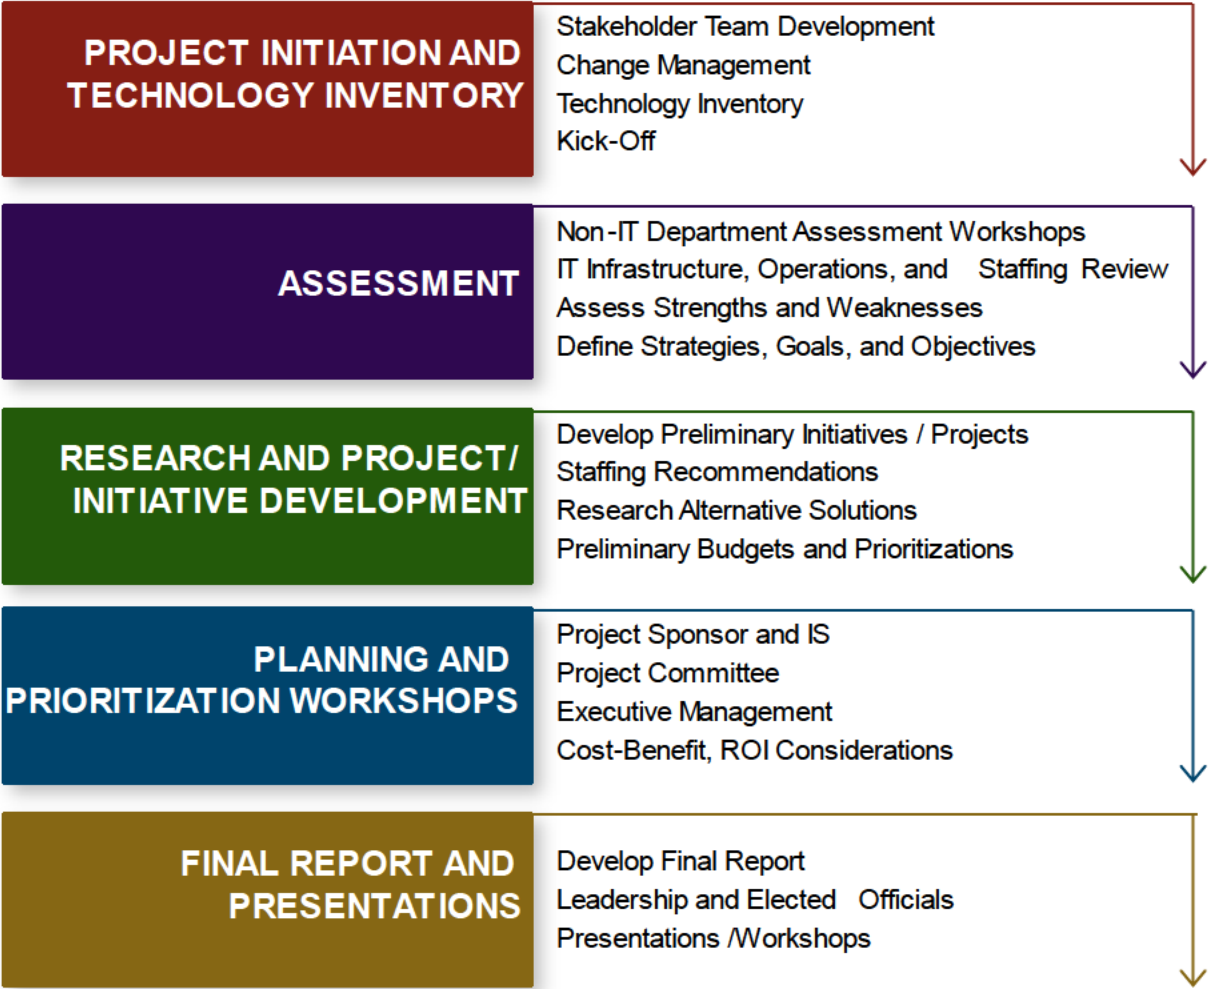 PROJECT INITIATION AND
TECHNOLOGY INVENTORY
Stakeholder Team Development
Change Management
Technology Inventory
Kick-Off
ASSESSMENT
Non-IT Department Assessment Workshops
IT Infrastructure, Operations, and Staffing Review
Assess Strengths and Weaknesses
Define Strategies, Goals, and Objectives
RESEARCH AND PROJECT/
INITIATIVE DEVELOPMENT
Develop Preliminary Initiatives / Projects
Staffing Recommendations
Research Alternative Solutions
Preliminary Budgets and Prioritizations
PLANNING AND
PRIORITIZATION WORKSHOPS
Project Sponsor and IS
Project Committee
Executive Management
Cost-Benefit, ROI Considerations
FINAL REPORT AND
PRESENTATIONS
Develop Final Report
Leadership and Elected Officials
Presentations /Workshops